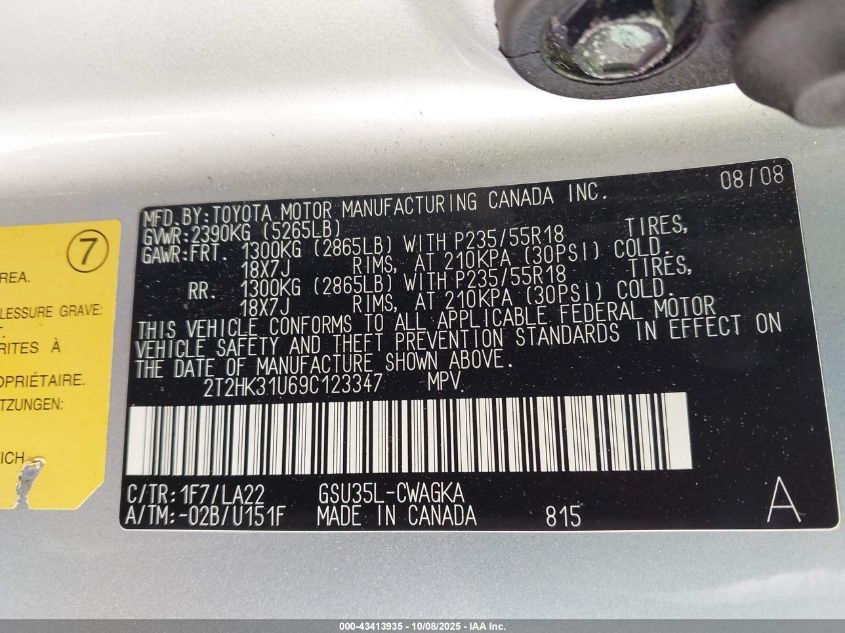 7
REA.
LESSURE GRAVE:
T.
RITES À
OPRIÉTAIRE.
TZUNGEN:
ICH
08/08
MFD. BY: TOYOTA MOTOR MANUFACTURING CANADA INC.
GVWR: 2390KG (5265LB)
GAWR: FRT. 1300KG (2865LB) WITH P235/55R18 TIRES,
18X7J RIMS, AT 210KPA (30PSI) COLD.
RR. 1300KG (2865LB) WITH P235/55R18 TIRES,
18X7J RIMS, AT 210KPA (30PSI) COLD.
THIS VEHICLE CONFORMS TO ALL APPLICABLE FEDERAL MOTOR
VEHICLE SAFETY AND THEFT PREVENTION STANDARDS IN EFFECT ON
THE DATE OF MANUFACTURE SHOWN ABOVE.
2T2HK31U69C123347 MPV
C/TR: 1F7/LA22 GSU35L-CWAGKA
A/TM: -02B/U151F MADE IN CANADA 815 A
000-43413935 - 10/08/2025 - IAA Inc.